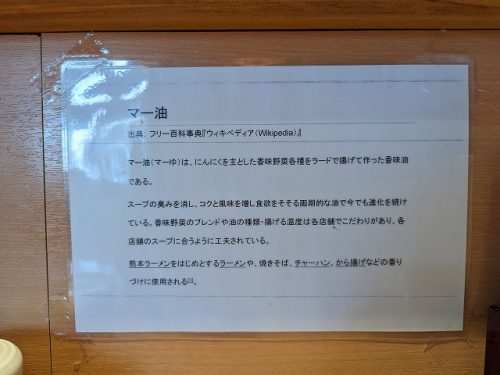 マー油
出典: フリー百科事典『ウィキペディア(Wikipedia)』
マー油(マーゆ)は、にんにくを主とした香味野菜各種をラードで揚げて作った香味油
である。
スープの臭みを消し、コクと風味を増し食欲をそそる画期的な油で今でも進化を続け
ている。香味野菜のブレンドや油の種類・揚げる温度は各店舗でこだわりがあり、各
店舗のスープに合うように工夫されている。
熊本ラーメンをはじめとするラーメンや、焼きそば、チャーハン、から揚げなどの香り
づけに使用される[1]。